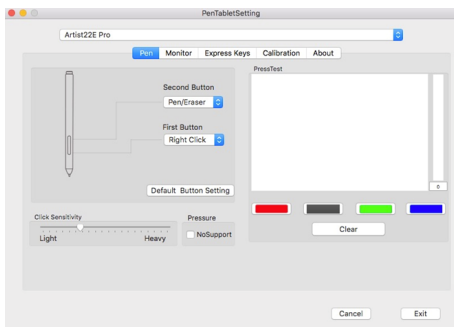 PenTabletSetting
Artist22E Pro
Pen Monitor Express Keys Calibration About
Second Button
Pen/Eraser
First Button
Right Click
Default Button Setting
PressTest
0
Clear
Click Sensitivity
Light Heavy
Pressure
NoSupport
Cancel Exit